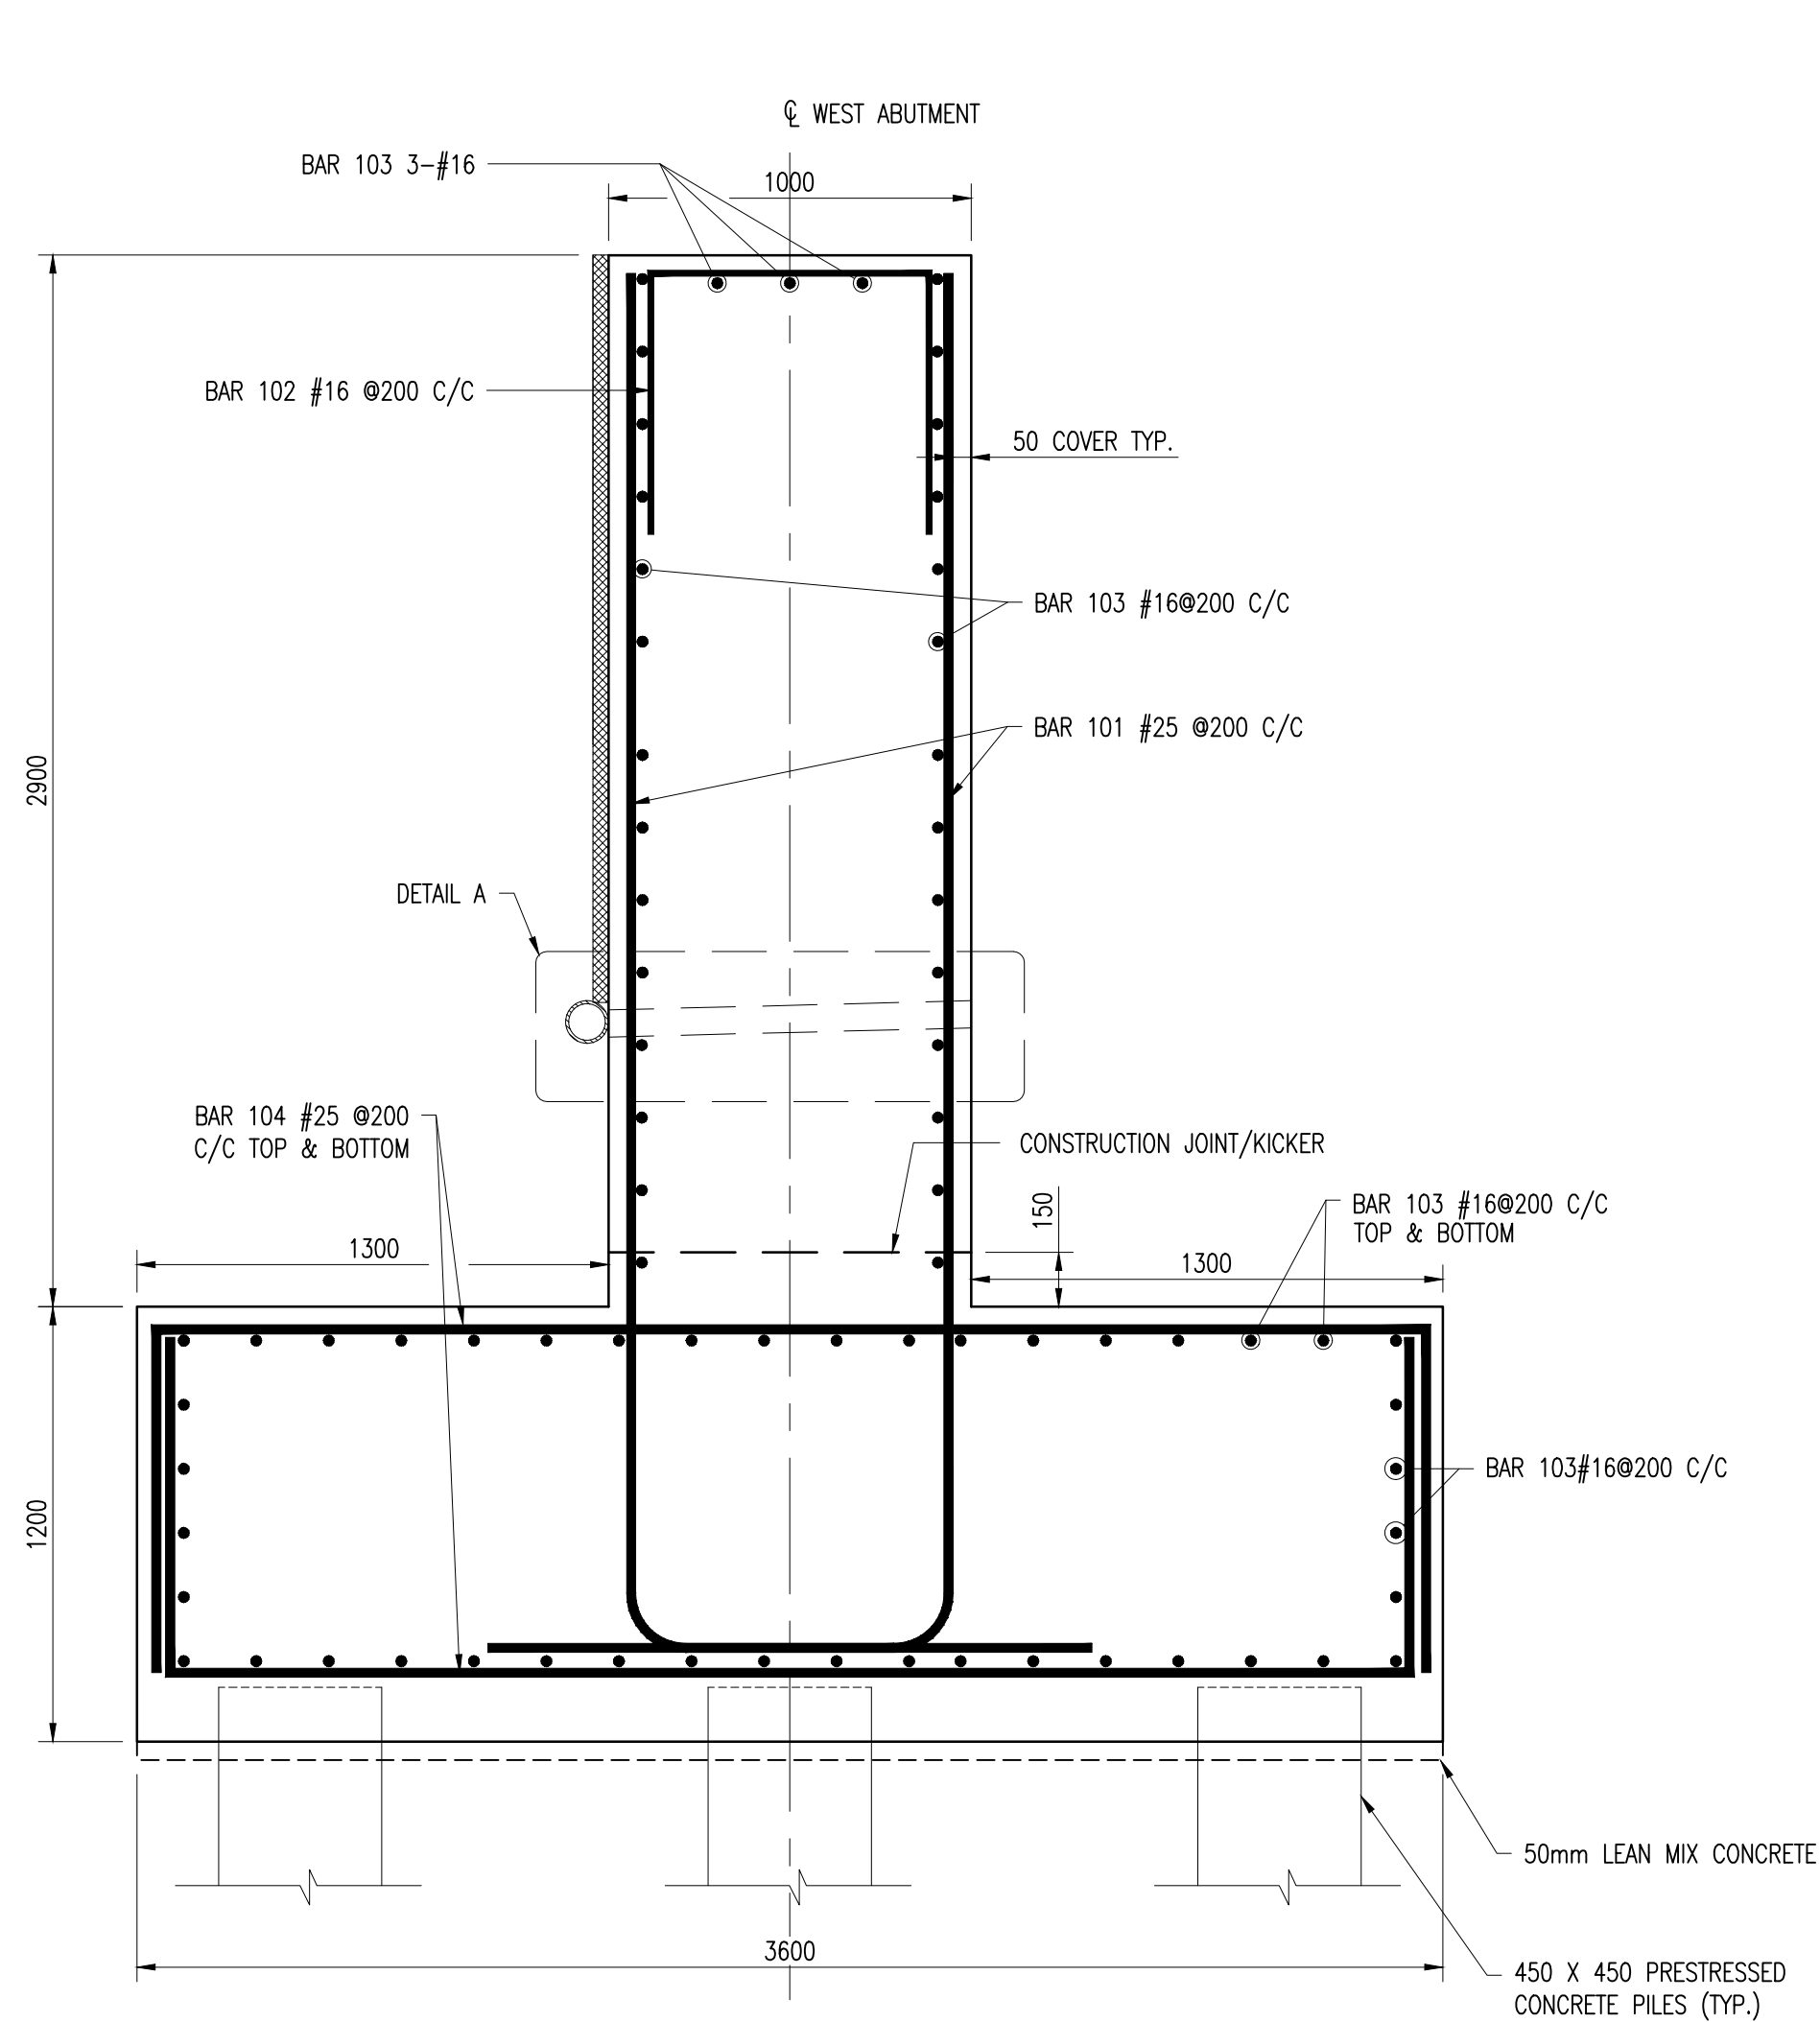 ℄ WEST ABUTMENT
BAR 103 3-#16
1000
BAR 102 #16 @200 C/C
50 COVER TYP.
BAR 103 #16@200 C/C
BAR 101 #25 @200 C/C
2900
DETAIL A
BAR 104 #25 @200
C/C TOP & BOTTOM
CONSTRUCTION JOINT/KICKER
150
BAR 103 #16@200 C/C
TOP & BOTTOM
1300
1300
BAR 103#16@200 C/C
1200
50mm LEAN MIX CONCRETE
3600
450 X 450 PRESTRESSED
CONCRETE PILES (TYP.)